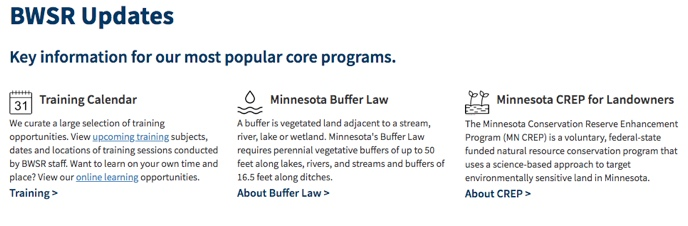 BWSR Updates
Key information for our most popular core programs.
31
Training Calendar
We curate a large selection of training
opportunities. View upcoming training subjects,
dates and locations of training sessions conducted
by BWSR staff. Want to learn on your own time and
place? View our online learning opportunities.
Training >
Minnesota Buffer Law
A buffer is vegetated land adjacent to a stream,
river, lake or wetland. Minnesota's Buffer Law
requires perennial vegetative buffers of up to 50
feet along lakes, rivers, and streams and buffers of
16.5 feet along ditches.
About Buffer Law >
Minnesota CREP for Landowners
The Minnesota Conservation Reserve Enhancement
Program (MN CREP) is a voluntary, federal-state
funded natural resource conservation program that
uses a science-based approach to target
environmentally sensitive land in Minnesota.
About CREP >